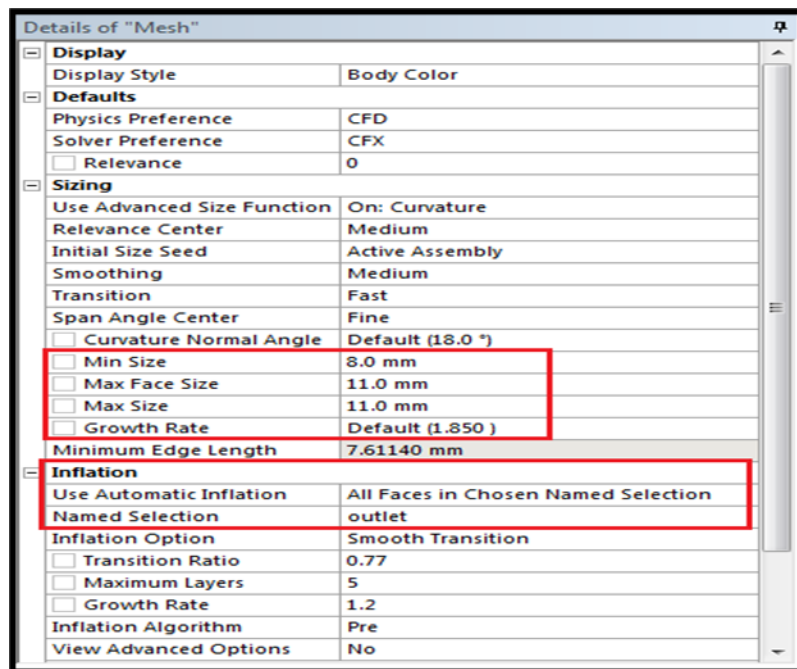 Details of "Mesh"
Display
Display Style Body Color
Defaults
Physics Preference CFD
Solver Preference CFX
Relevance 0
Sizing
Use Advanced Size Function On: Curvature
Relevance Center Medium
Initial Size Seed Active Assembly
Smoothing Medium
Transition Fast
Span Angle Center Fine
Curvature Normal Angle Default (18.0 °)
Min Size 8.0 mm
Max Face Size 11.0 mm
Max Size 11.0 mm
Growth Rate Default (1.850 )
Minimum Edge Length 7.61140 mm
Inflation
Use Automatic Inflation All Faces in Chosen Named Selection
Named Selection outlet
Inflation Option Smooth Transition
Transition Ratio 0.77
Maximum Layers 5
Growth Rate 1.2
Inflation Algorithm Pre
View Advanced Options No